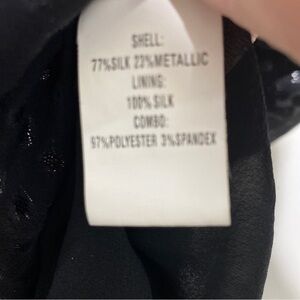 SHELL:
77%SILK 23%METALLIC
LINING:
100%SILK
COMBO:
97%POLYESTER 3%SPANDEX